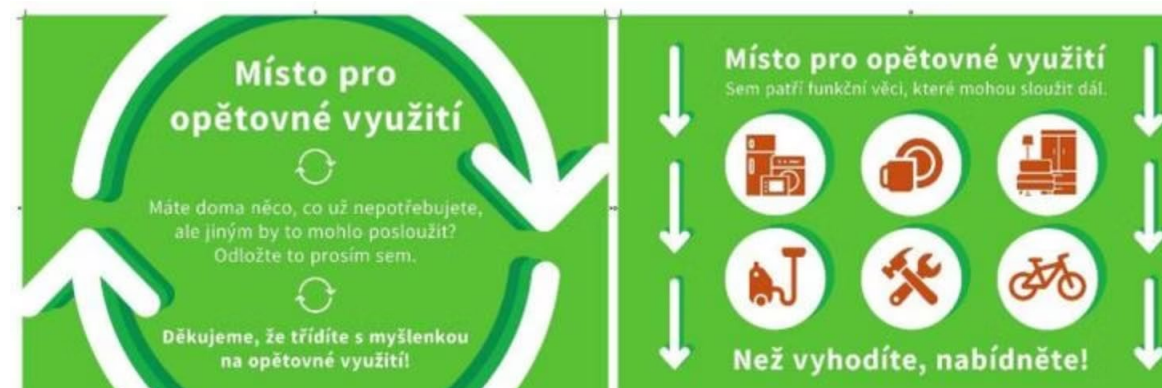 Místo pro
opětovné využití
Máte doma něco, co už nepotřebujete,
ale jiným by to mohlo posloužit?
Odložte to prosím sem.
Děkujeme, že třídíte s myšlenkou
na opětovné využití!
Místo pro opětovné využití
Sem patří funkční věci, které mohou sloužit dál.
Než vyhodíte, nabídněte!